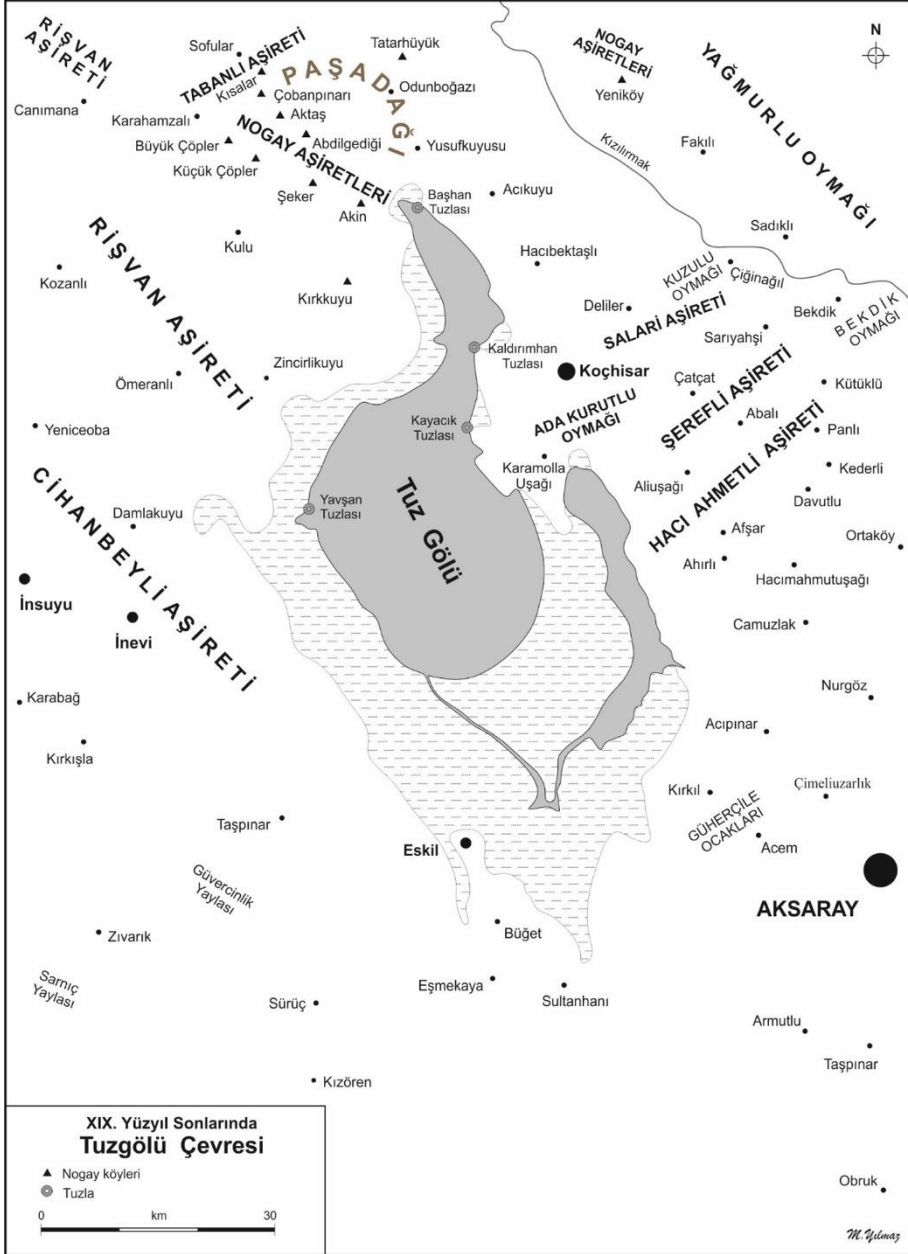 RİŞVAN
AŞİRETİ
Sofular
TABANLI AŞİRETİ
Kısalar
PAŞADAĞI
Tatarhüyük
NOGAY
AŞİRETLERİ
Yeniköy
YAĞMURLU OYMAĞI
N
Canımana
Karahamzalı
Çobanpınarı
Aktaş
Odunboğazı
Büyük Çöpler
Abdilgediği
NOGAY AŞİRETLERİ
Yusufkuyusu
Kızılırmak
Fakılı
Küçük Çöpler
Şeker
Akin
Başhan
Tuzlası
Acıkuyu
Sadıklı
RİŞVAN AŞİRETİ
Kulu
Kozanlı
Kırkkuyu
Hacıbektaşlı
KUZULU
OYMAĞI
Çiğinağıl
Deliler
SALARİ AŞİRETİ
Bekdik
BEKDİK
OYMAĞI
Sarıyahşi
Kaldırımhan
Tuzlası
Koçhisar
Ömeranlı
Zincirlikuyu
Çatçat
ŞEREFLİ AŞİRETİ
Kütüklü
Yeniceoba
Kayacık
Tuzlası
ADA KURUTLU
OYMAĞI
Abalı
Panlı
Karamolla
Uşağı
HACI AHMETLİ AŞİRETİ
Aliuşağı
Kederli
Davutlu
CİHANBEYLİ AŞİRETİ
Damlakuyu
Yavşan
Tuzlası
Tuz Gölü
Afşar
Ahırlı
Ortaköy
Hacımahmutuşağı
İnsuyu
İnevi
Camuzlak
Karabağ
Nurgöz
Kırkışla
Acıpınar
Kırkıl
Çimeliuzarlık
GÜHERÇİLE
OCAKLARI
Acem
Taşpınar
Eskil
Güvercinlik
Yaylası
AKSARAY
Zıvarık
Büğet
Sarnıç
Yaylası
Eşmekaya
Sultanhanı
Sürüç
Armutlu
Taşpınar
Kızören
Obruk
XIX. Yüzyıl Sonlarında
Tuzgölü Çevresi
Nogay köyleri
Tuzla
0 km 30
M.Yılmaz